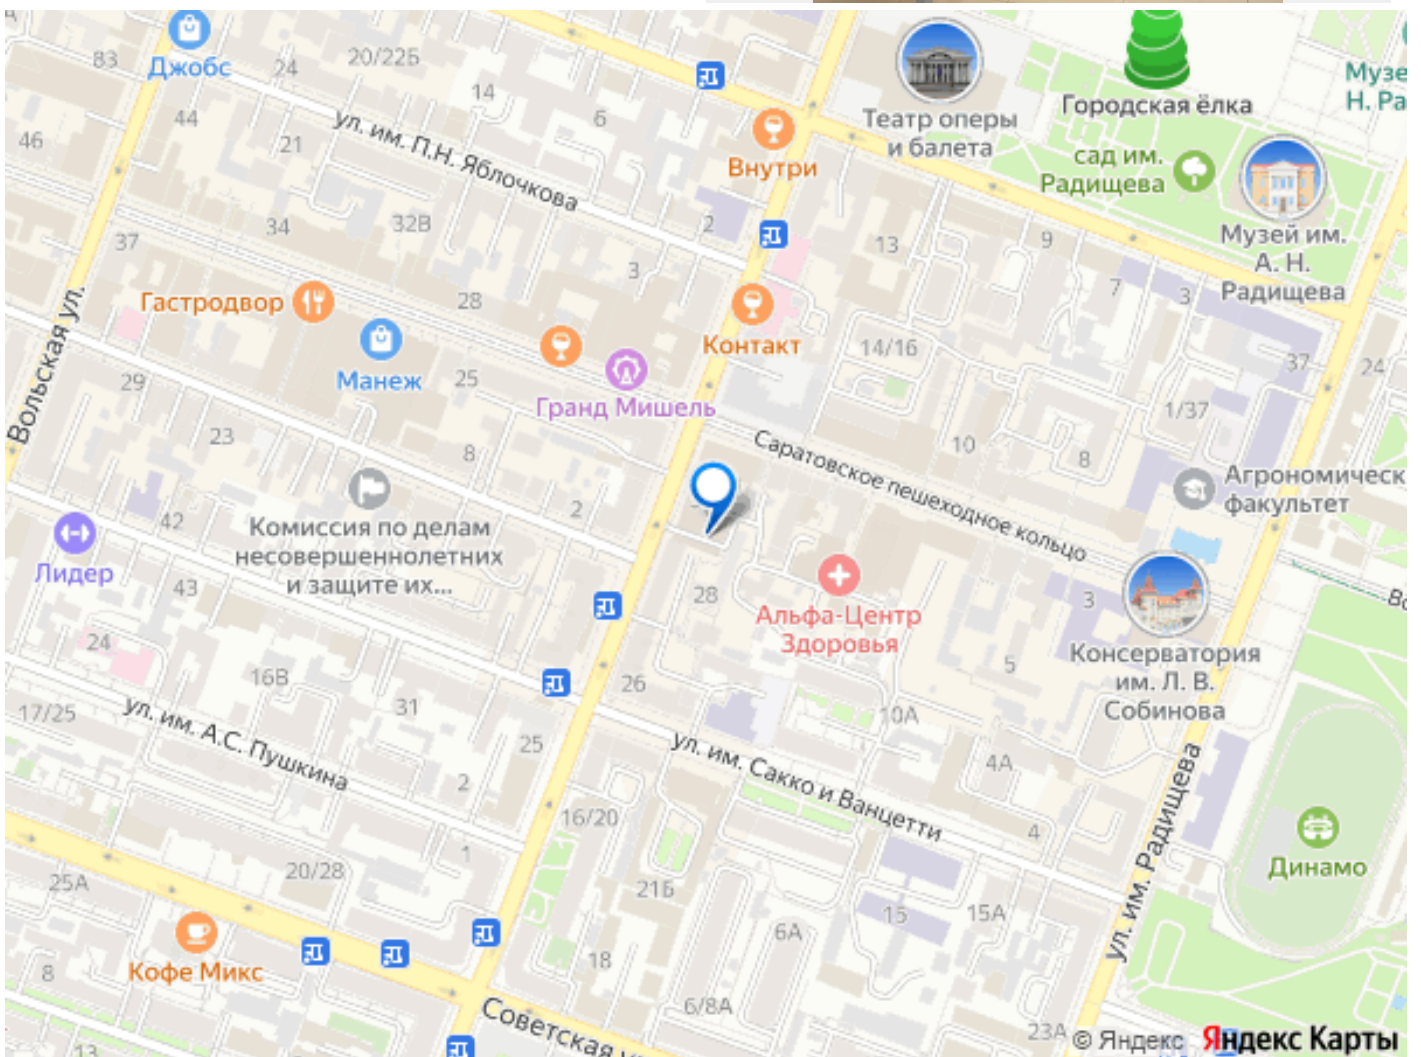 Джобс
83
24
20/22Б
14
6
44
21
46
ул. им. П.Н. Яблочкова
Внутри
Театр оперы
и балета
Городская ёлка
сад им.
Радищева
Музе
Н. Ра
Музей им.
А. Н.
Радищева
34
32В
2
13
9
37
3
7
3
Гастродвор
28
Контакт
14/16
Манеж
25
Гранд Мишель
37
24
29
1/37
Вольская ул.
23
8
Саратовское пешеходное кольцо
10
8
Агрономическ
факультет
42
2
Комиссия по делам
несовершеннолетних
и защите их...
Лидер
43
28
Альфа-Центр
Здоровья
3
Консерватория
им. Л. В.
Собинова
24
16В
5
26
17/25
31
10А
ул. им. А.С. Пушкина
25
ул. им. Сакко и Ванцетти
4А
2
ул. им. Радищева
16/20
4
1
20/28
Динамо
25А
21Б
15
15А
6А
Кофе Микс
8
18
6/8А
Советская у
23А
13
© Яндекс Яндекс Карты